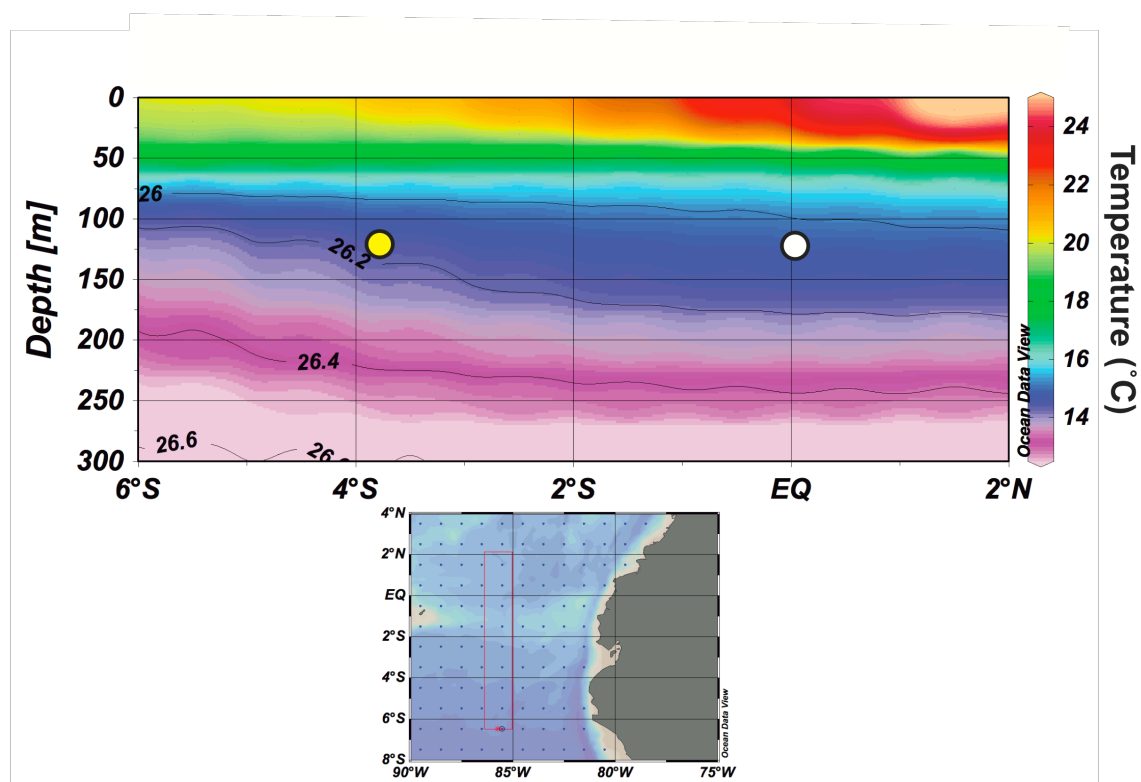 0
50
100
150
200
250
300
Depth [m]
26
26.2
26.4
26.6
6°S
4°S
2°S
EQ
2°N
24
22
20
18
16
14
Temperature (°C)
Ocean Data View
4°N
2°N
EQ
2°S
4°S
6°S
8°S
90°W
85°W
80°W
75°W
Ocean Data View